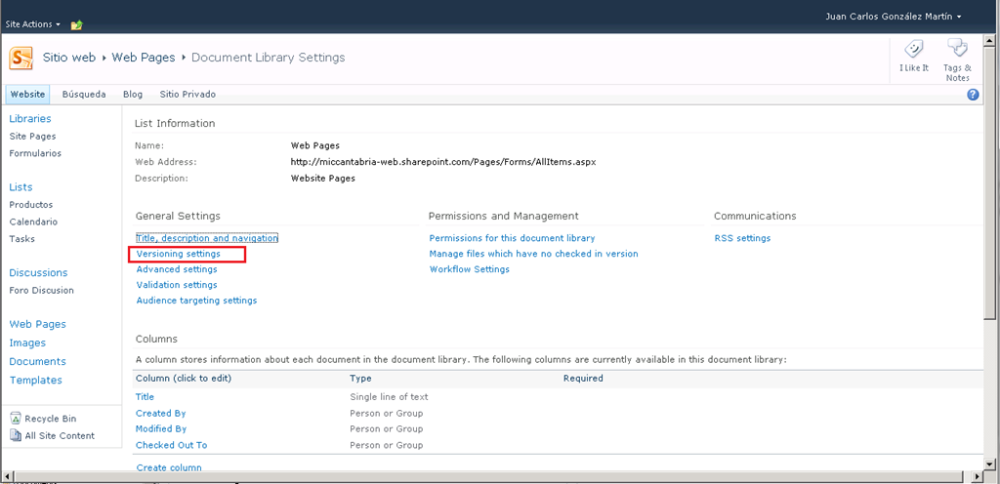 Juan Carlos González Martín
Site Actions
Sitio web Web Pages Document Library Settings
I Like It
Tags & Notes
Website Búsqueda Blog Sitio Privado
Libraries
Site Pages
Formularios
Lists
Productos
Calendario
Tasks
Discussions
Foro Discusion
Web Pages
Images
Documents
Templates
Recycle Bin
All Site Content
List Information
Name: Web Pages
Web Address: http://miccantabria-web.sharepoint.com/Pages/Forms/AllItems.aspx
Description: Website Pages
General Settings
Title, description and navigation
Versioning settings
Advanced settings
Validation settings
Audience targeting settings
Permissions and Management
Permissions for this document library
Manage files which have no checked in version
Workflow Settings
Communications
RSS settings
Columns
A column stores information about each document in the document library. The following columns are currently available in this document library:
Column (click to edit) Type Required
Title Single line of text
Created By Person or Group
Modified By Person or Group
Checked Out To Person or Group
Create column